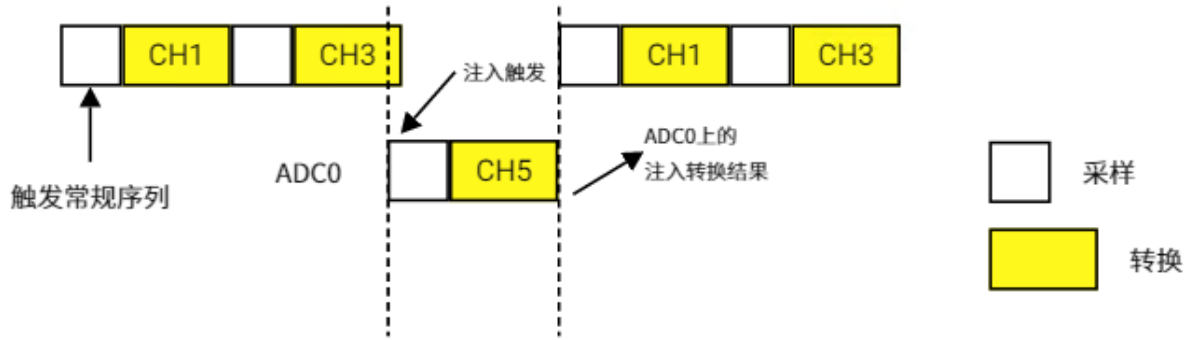 CH1 CH3 CH1 CH3
注入触发
ADC0上的
注入转换结果
ADC0 CH5
触发常规序列
采样
转换